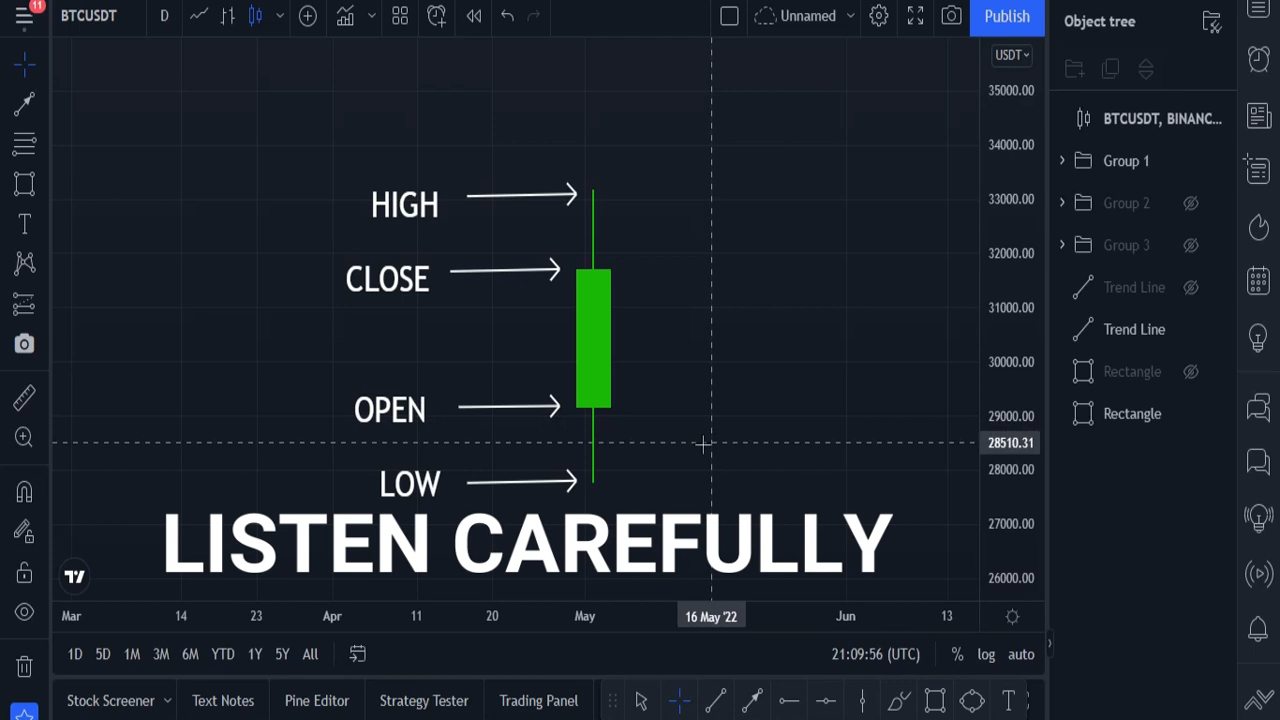 11
BTCUSDT D Unnamed Publish Object tree
USDT
35000.00
34000.00
33000.00
32000.00
31000.00
30000.00
29000.00
28510.31
28000.00
27000.00
26000.00
HIGH
CLOSE
OPEN
LOW
LISTEN CAREFULLY
BTCUSDT, BINANC...
Group 1
Group 2
Group 3
Trend Line
Trend Line
Rectangle
Rectangle
Mar 14 23 Apr 11 20 May 16 May '22 Jun 13
1D 5D 1M 3M 6M YTD 1Y 5Y All 21:09:56 (UTC) % log auto
Stock Screener Text Notes Pine Editor Strategy Tester Trading Panel